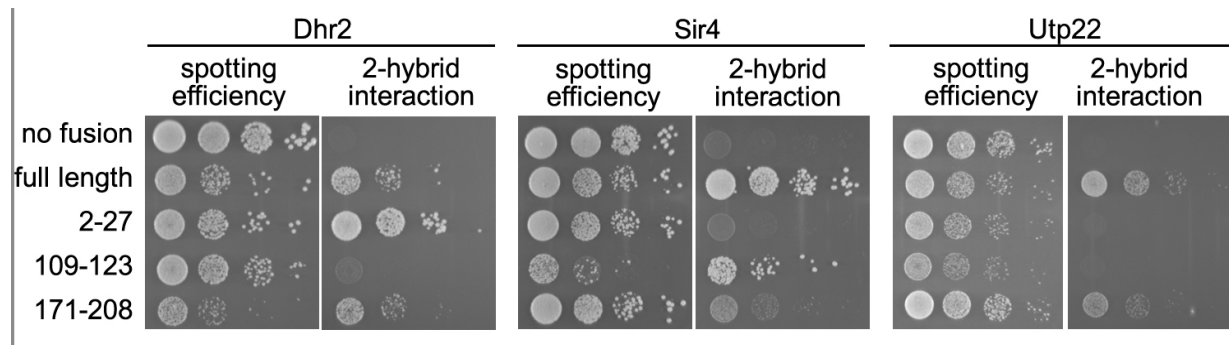 Dhr2 Sir4 Utp22
spotting efficiency 2-hybrid interaction spotting efficiency 2-hybrid interaction spotting efficiency 2-hybrid interaction
no fusion
full length
2-27
109-123
171-208